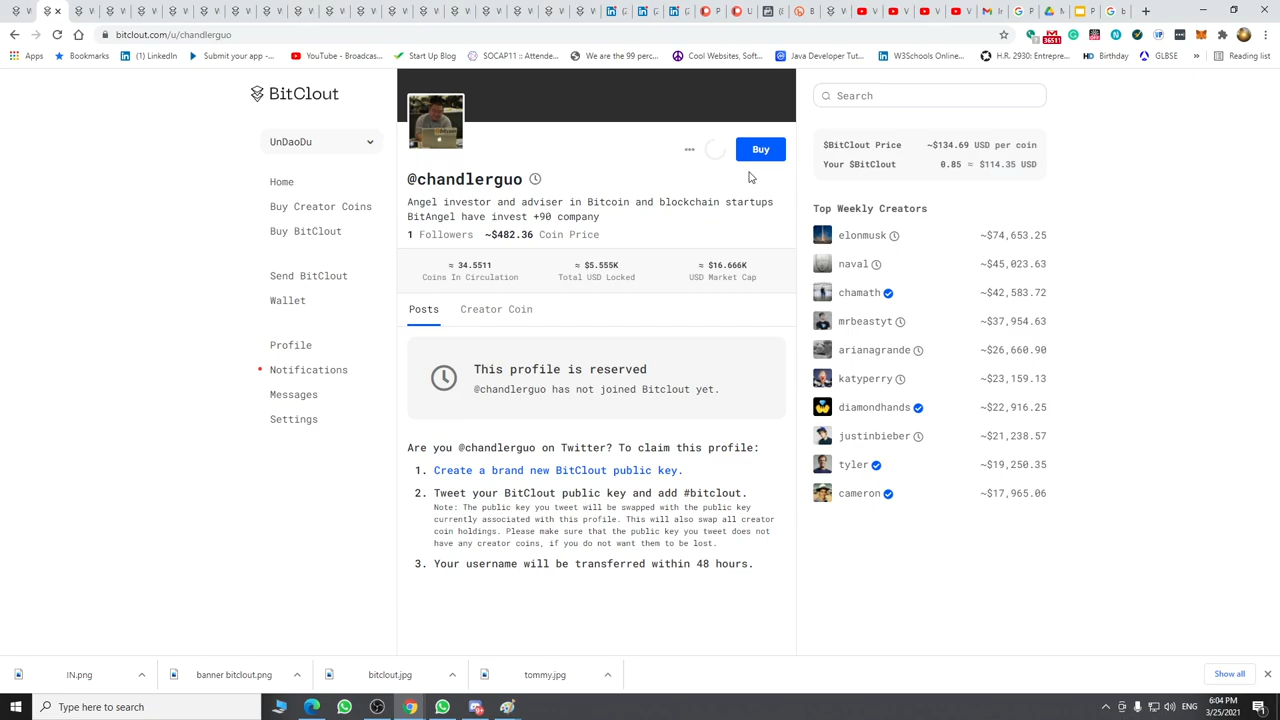 bitclout.com/u/chandlerguo
36511
Apps
Bookmarks
(1) LinkedIn
Submit your app -...
YouTube - Broadcas...
Start Up Blog
SOCAP11 :: Attende...
We are the 99 perc...
Cool Websites, Soft...
Java Developer Tut...
W3Schools Online...
H.R. 2930: Entrepre...
HD Birthday
GLBSE
»
Reading list
BitClout
UnDaoDu
Home
Buy Creator Coins
Buy BitClout
Send BitClout
Wallet
Profile
Notifications
Messages
Settings
Buy
@chandlerguo
Angel investor and adviser in Bitcoin and blockchain startups
BitAngel have invest +90 company
1 Followers ~$482.36 Coin Price
≈ 34.5511
Coins In Circulation
≈ $5.555K
Total USD Locked
≈ $16.666K
USD Market Cap
Posts
Creator Coin
This profile is reserved
@chandlerguo has not joined Bitclout yet.
Are you @chandlerguo on Twitter? To claim this profile:
1. Create a brand new BitClout public key.
2. Tweet your BitClout public key and add #bitclout.
Note: The public key you tweet will be swapped with the public key
currently associated with this profile. This will also swap all creator
coin holdings. Please make sure that the public key you tweet does not
have any creator coins, if you do not want them to be lost.
3. Your username will be transferred within 48 hours.
Search
$BitClout Price ~$134.69 USD per coin
Your $BitClout 0.85 ≈ $114.35 USD
Top Weekly Creators
elonmusk ~$74,653.25
naval ~$45,023.63
chamath ~$42,583.72
mrbeastyt ~$37,954.63
arianagrande ~$26,660.90
katyperry ~$23,159.13
diamondhands ~$22,916.25
justinbieber ~$21,238.57
tyler ~$19,250.35
cameron ~$17,965.06
IN.png
banner bitclout.png
bitclout.jpg
tommy.jpg
Show all
Type here to search
6:04 PM
3/25/2021